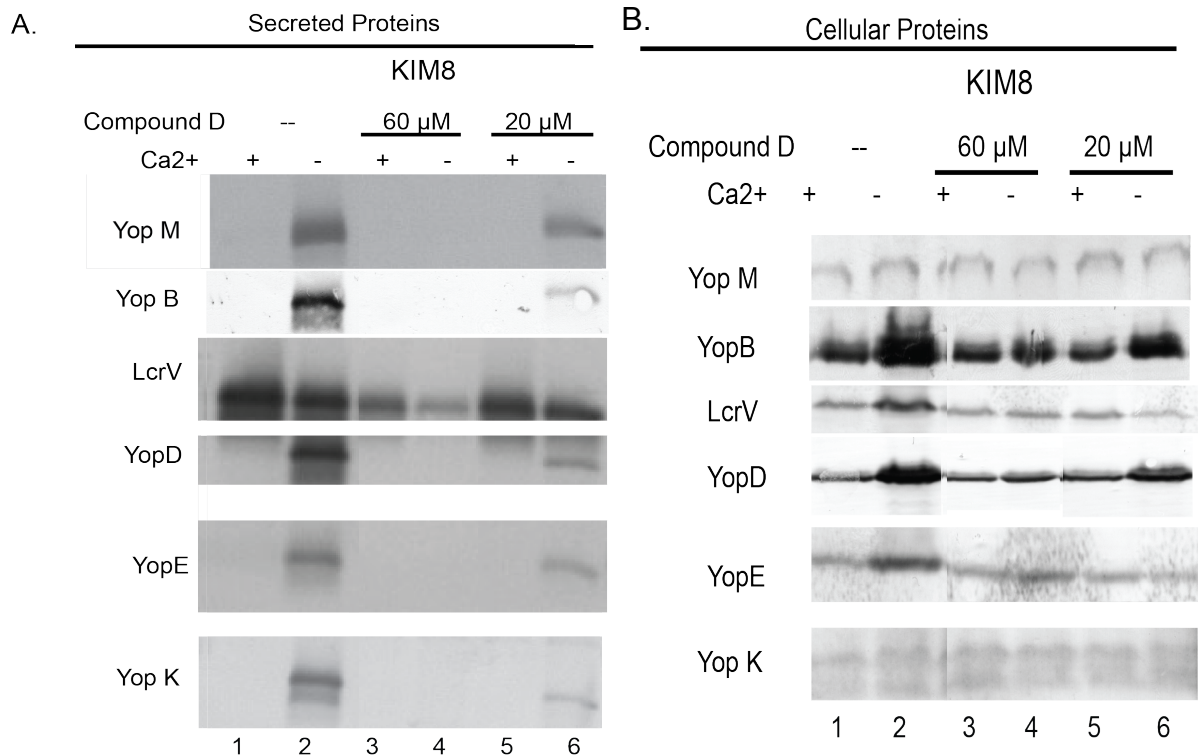 A.
Secreted Proteins
KIM8
Compound D -- 60 µM 20 µM
Ca2+ + - + - + -
Yop M
Yop B
LcrV
YopD
YopE
Yop K
1 2 3 4 5 6
B.
Cellular Proteins
KIM8
Compound D -- 60 µM 20 µM
Ca2+ + - + - + -
Yop M
YopB
LcrV
YopD
YopE
Yop K
1 2 3 4 5 6